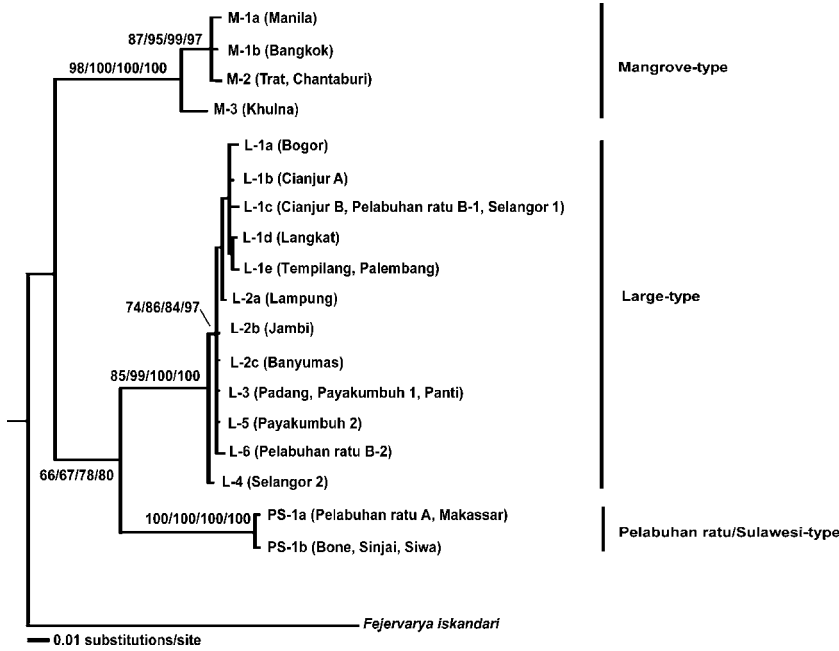 M-1a (Manila)
87/95/99/97
M-1b (Bangkok)
98/100/100/100
Mangrove-type
M-2 (Trat, Chantaburi)
M-3 (Khulna)
L-1a (Bogor)
L-1b (Cianjur A)
L-1c (Cianjur B, Pelabuhan ratu B-1, Selangor 1)
L-1d (Langkat)
L-1e (Tempilang, Palembang)
Large-type
L-2a (Lampung)
74/86/84/97
L-2b (Jambi)
L-2c (Banyumas)
85/99/100/100
L-3 (Padang, Payakumbuh 1, Panti)
L-5 (Payakumbuh 2)
L-6 (Pelabuhan ratu B-2)
66/67/78/80
L-4 (Selangor 2)
100/100/100/100
PS-1a (Pelabuhan ratu A, Makassar)
Pelabuhan ratu/Sulawesi-type
PS-1b (Bone, Sinjai, Siwa)
Fejervarya iskandari
0.01 substitutions/site